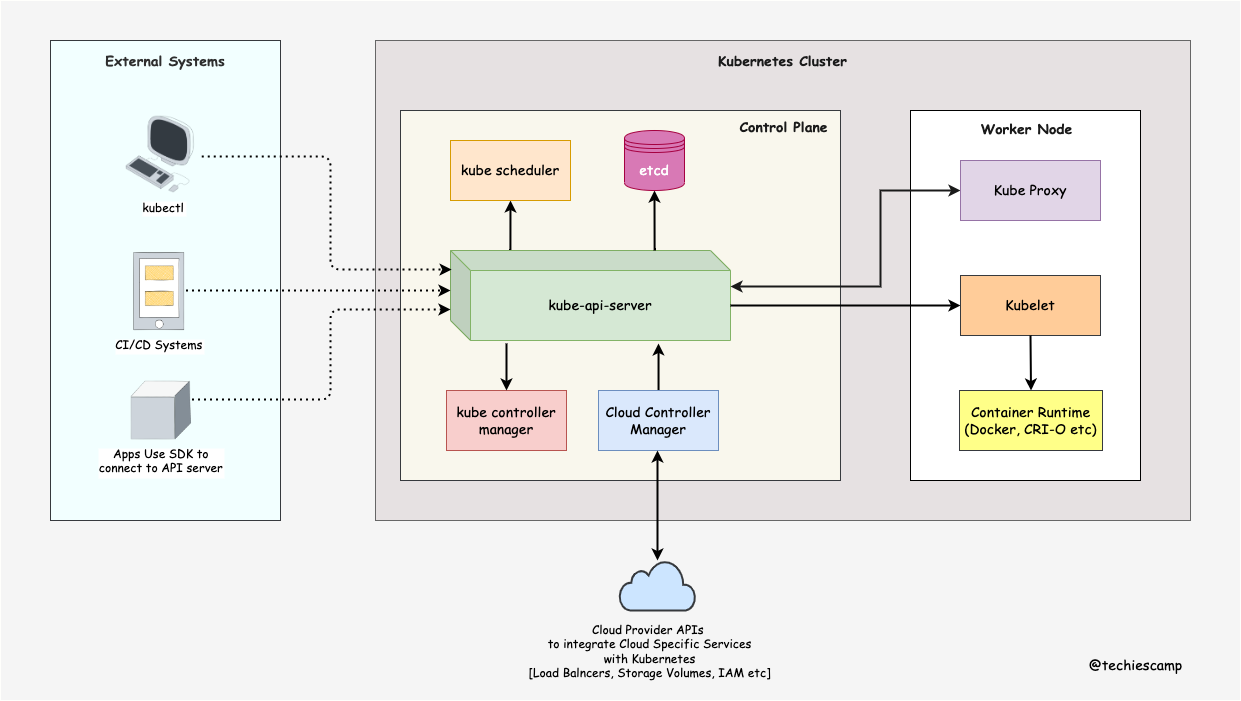 External Systems
kubectl
CI/CD Systems
Apps Use SDK to
connect to API server
Kubernetes Cluster
Control Plane
kube scheduler
etcd
kube-api-server
kube controller
manager
Cloud Controller
Manager
Worker Node
Kube Proxy
Kubelet
Container Runtime
(Docker, CRI-O etc)
Cloud Provider APIs
to integrate Cloud Specific Services
with Kubernetes
[Load Balncers, Storage Volumes, IAM etc]
@techiescamp